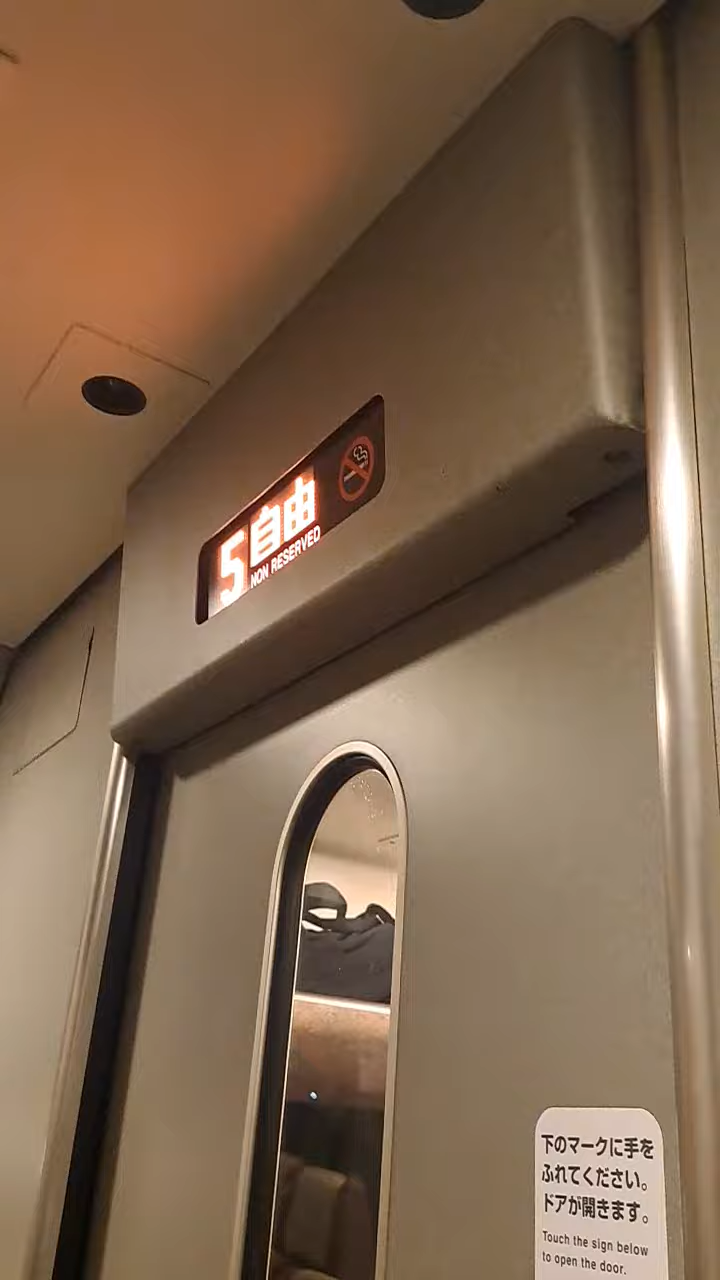 5 自由
NON RESERVED
下のマークに手を
ふれてください。
ドアが開きます。
Touch the sign below
to open the door.